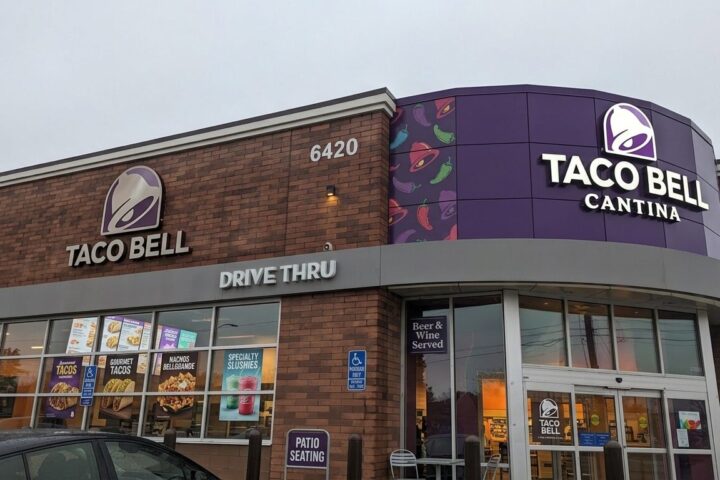 6420
TACO BELL
TACO BELL
CANTINA
DRIVE THRU
Beer & Wine
Served
TACOS
GOURMET
TACOS
NACHOS
BELLGRANDE
SPECIALTY
SLUSHIES
PATIO
SEATING
TACO
BELL